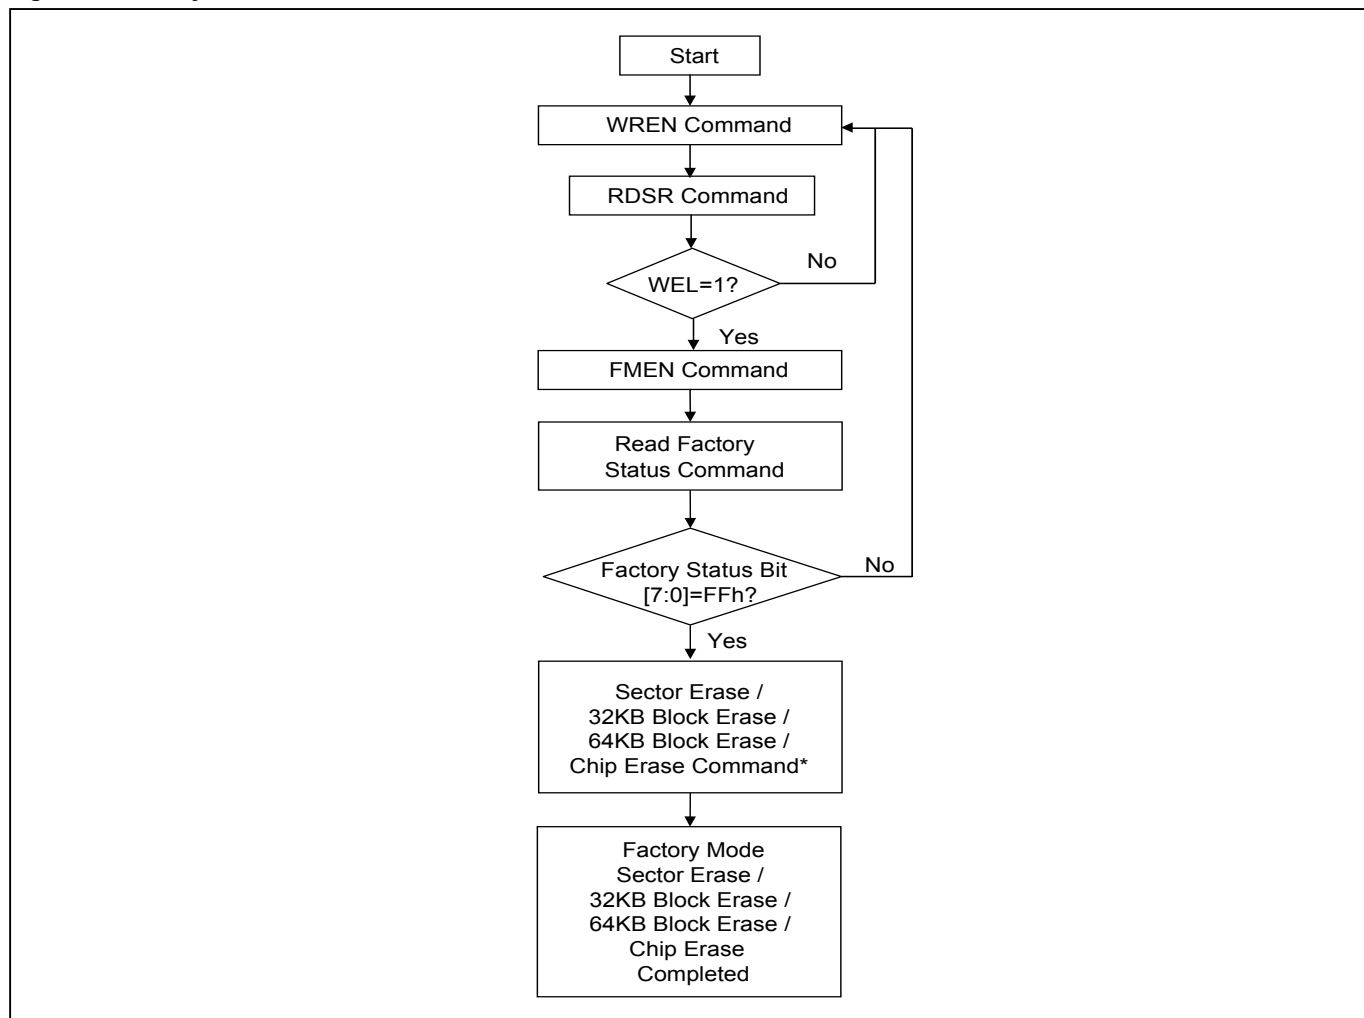 Start
WREN Command
RDSR Command
No
WEL=1?
Yes
FMEN Command
Read Factory
Status Command
Factory Status Bit
[7:0]=FFh?
No
Yes
Sector Erase /
32KB Block Erase /
64KB Block Erase /
Chip Erase Command*
Factory Mode
Sector Erase /
32KB Block Erase /
64KB Block Erase /
Chip Erase
Completed